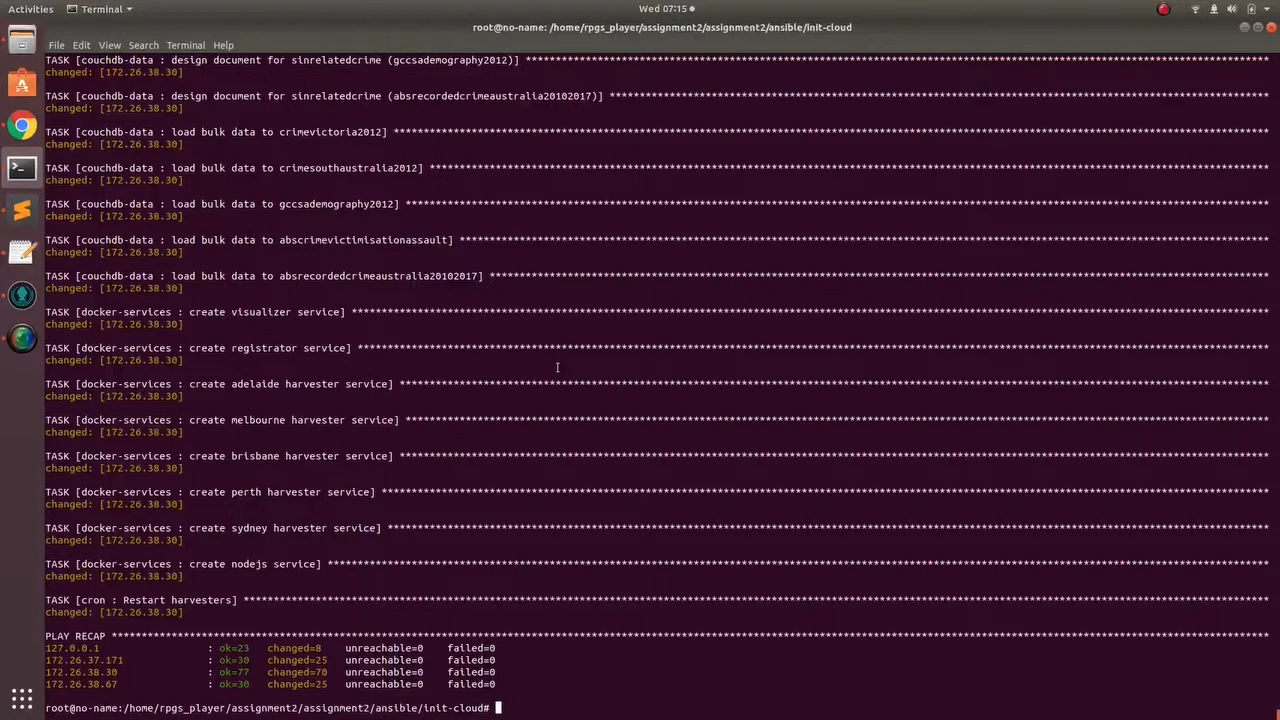 Activities
Terminal
Wed 07:15
root@no-name: /home/rpgs_player/assignment2/assignment2/ansible/init-cloud
File Edit View Search Terminal Help
TASK [couchdb-data : design document for sinrelatedcrime (gccsademography2012)] ****************************************************************************************************************************
changed: [172.26.38.30]
TASK [couchdb-data : design document for sinrelatedcrime (absrecordedcrimeaustralia20102017)] **************************************************************************************************************
changed: [172.26.38.30]
TASK [couchdb-data : load bulk data to crimevictoria2012] **************************************************************************************************************************************************
changed: [172.26.38.30]
TASK [couchdb-data : load bulk data to crimesouthaustralia2012] ********************************************************************************************************************************************
changed: [172.26.38.30]
TASK [couchdb-data : load bulk data to gccsademography2012] ************************************************************************************************************************************************
changed: [172.26.38.30]
TASK [couchdb-data : load bulk data to abscrimevictimisationassault] ***************************************************************************************************************************************
changed: [172.26.38.30]
TASK [couchdb-data : load bulk data to absrecordedcrimeaustralia20102017] **********************************************************************************************************************************
changed: [172.26.38.30]
TASK [docker-services : create visualizer service] *********************************************************************************************************************************************************
changed: [172.26.38.30]
TASK [docker-services : create registrator service] ********************************************************************************************************************************************************
changed: [172.26.38.30]
TASK [docker-services : create adelaide harvester service] *************************************************************************************************************************************************
changed: [172.26.38.30]
TASK [docker-services : create melbourne harvester service] ************************************************************************************************************************************************
changed: [172.26.38.30]
TASK [docker-services : create brisbane harvester service] *************************************************************************************************************************************************
changed: [172.26.38.30]
TASK [docker-services : create perth harvester service] ****************************************************************************************************************************************************
changed: [172.26.38.30]
TASK [docker-services : create sydney harvester service] ***************************************************************************************************************************************************
changed: [172.26.38.30]
TASK [docker-services : create nodejs service] *************************************************************************************************************************************************************
changed: [172.26.38.30]
TASK [cron : Restart harvesters] ***************************************************************************************************************************************************************************
changed: [172.26.38.30]
PLAY RECAP *************************************************************************************************************************************************************************************************
127.0.0.1 : ok=23 changed=8 unreachable=0 failed=0
172.26.37.171 : ok=30 changed=25 unreachable=0 failed=0
172.26.38.30 : ok=77 changed=70 unreachable=0 failed=0
172.26.38.67 : ok=30 changed=25 unreachable=0 failed=0
root@no-name:/home/rpgs_player/assignment2/assignment2/ansible/init-cloud#